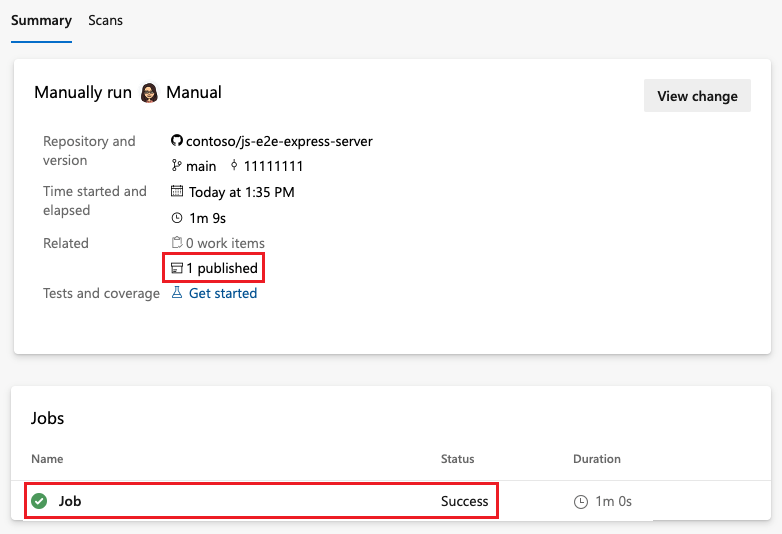 Summary Scans
Manually run Manual
View change
Repository and version
contoso/js-e2e-express-server
main 11111111
Time started and elapsed
Today at 1:35 PM
1m 9s
Related
0 work items
1 published
Tests and coverage
Get started
Jobs
Name Status Duration
Job Success 1m 0s